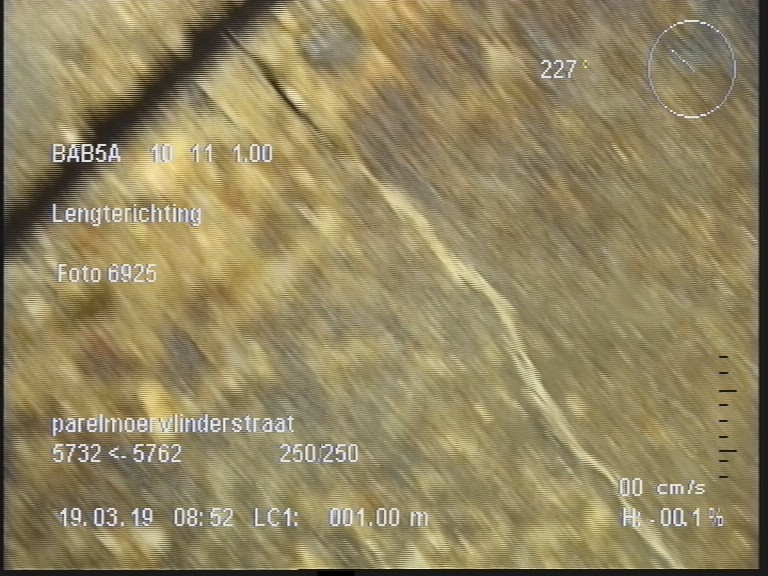 227°
BAB5A 10 11 1.00
Lengterichting
Foto 6925
parelmoervlinderstraat
5732 <- 5762 250/250
00 cm/s
19.03.19 08:52 LC1: 001.00 m H: -00.1 %